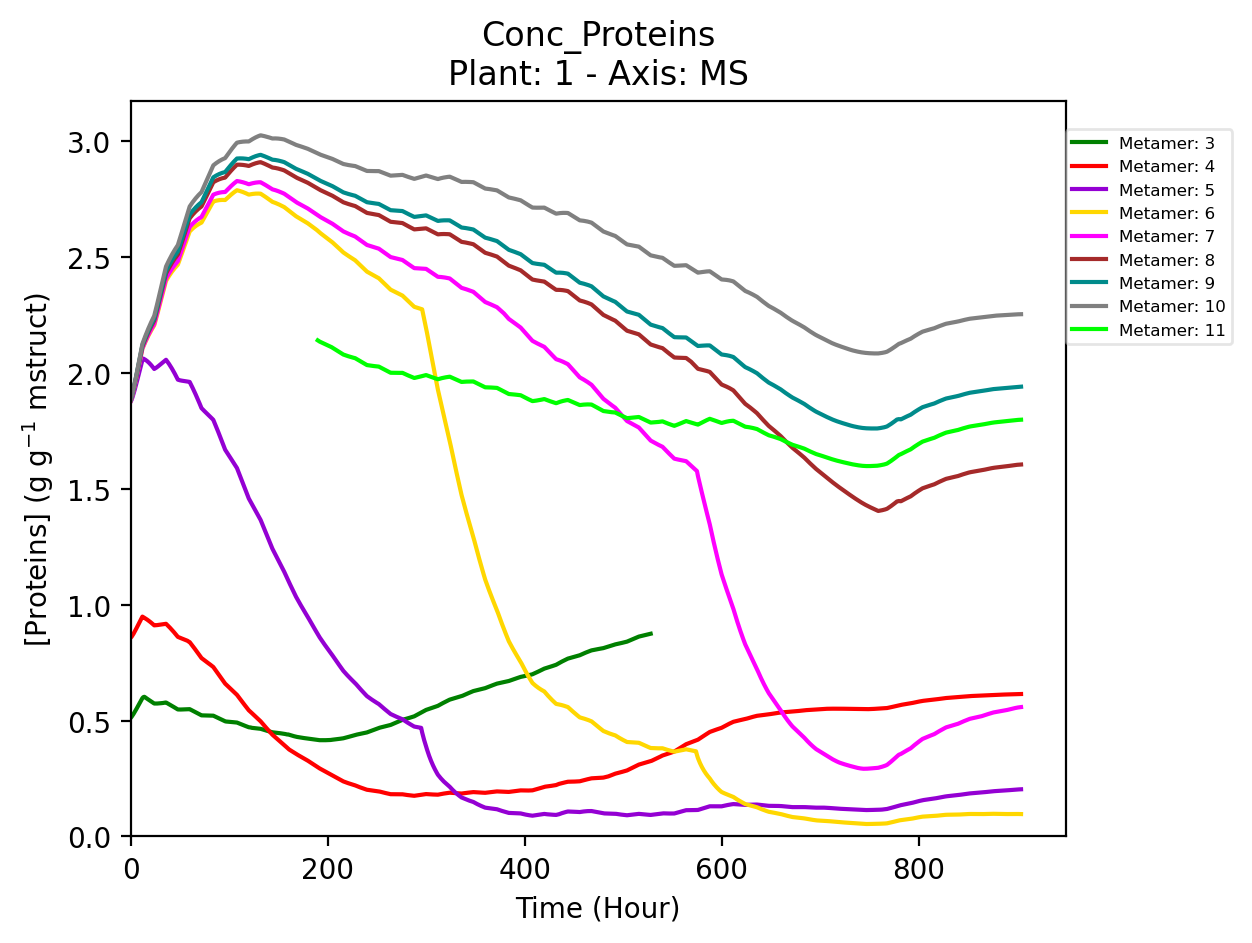 Conc_Proteins
Plant: 1 - Axis: MS
3.0
2.5
2.0
1.5
1.0
0.5
0.0
[Proteins] (g g⁻¹ mstruct)
0 200 400 600 800
Time (Hour)
Metamer: 3
Metamer: 4
Metamer: 5
Metamer: 6
Metamer: 7
Metamer: 8
Metamer: 9
Metamer: 10
Metamer: 11